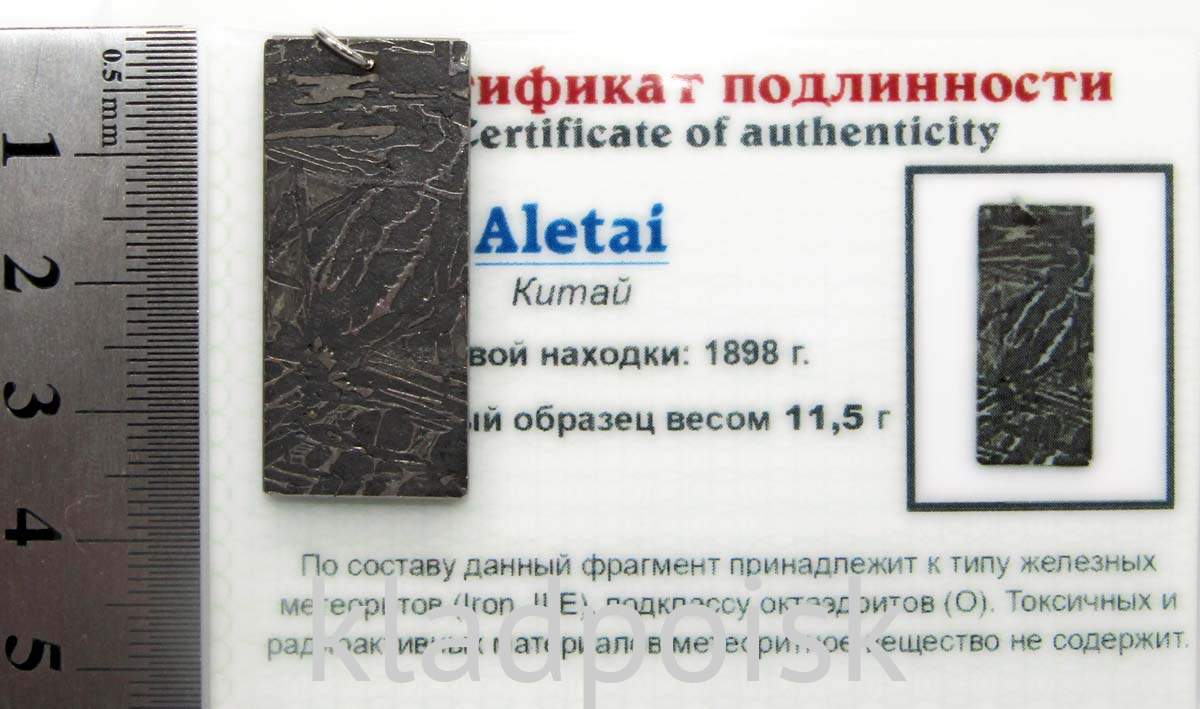 0.5 mm
1
2
3
4
5
тификат подлинности
Certificate of authenticity
Aletai
Китай
вой находки: 1898 г.
ый образец весом 11,5 г
По составу данный фрагмент принадлежит к типу железных
метеоритов (Iron, IIIE), подклассу октаэдритов (O). Токсичных и
радиоактивных материалов метеоритное вещество не содержит.
kladpoisk